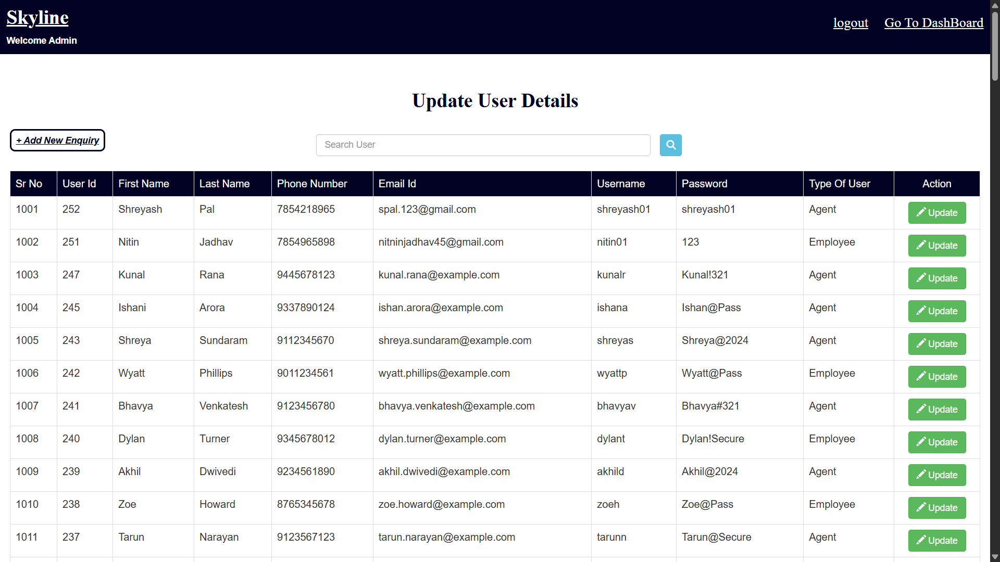 Skyline
Welcome Admin
logout Go To DashBoard
Update User Details
+ Add New Enquiry
Search User
Sr No User Id First Name Last Name Phone Number Email Id Username Password Type Of User Action
1001 252 Shreyash Pal 7854218965 spal.123@gmail.com shreyash01 shreyash01 Agent Update
1002 251 Nitin Jadhav 7854965898 nitninjadhav45@gmail.com nitin01 123 Employee Update
1003 247 Kunal Rana 9445678123 kunal.rana@example.com kunalr Kunal!321 Agent Update
1004 245 Ishani Arora 9337890124 ishan.arora@example.com ishana Ishan@Pass Agent Update
1005 243 Shreya Sundaram 9112345670 shreya.sundaram@example.com shreyas Shreya@2024 Agent Update
1006 242 Wyatt Phillips 9011234561 wyatt.phillips@example.com wyattp Wyatt@Pass Employee Update
1007 241 Bhavya Venkatesh 9123456780 bhavya.venkatesh@example.com bhavyav Bhavya#321 Agent Update
1008 240 Dylan Turner 9345678012 dylan.turner@example.com dylant Dylan!Secure Employee Update
1009 239 Akhil Dwivedi 9234561890 akhil.dwivedi@example.com akhild Akhil@2024 Agent Update
1010 238 Zoe Howard 8765345678 zoe.howard@example.com zoeh Zoe@Pass Employee Update
1011 237 Tarun Narayan 9123567123 tarun.narayan@example.com tarunn Tarun@Secure Agent Update